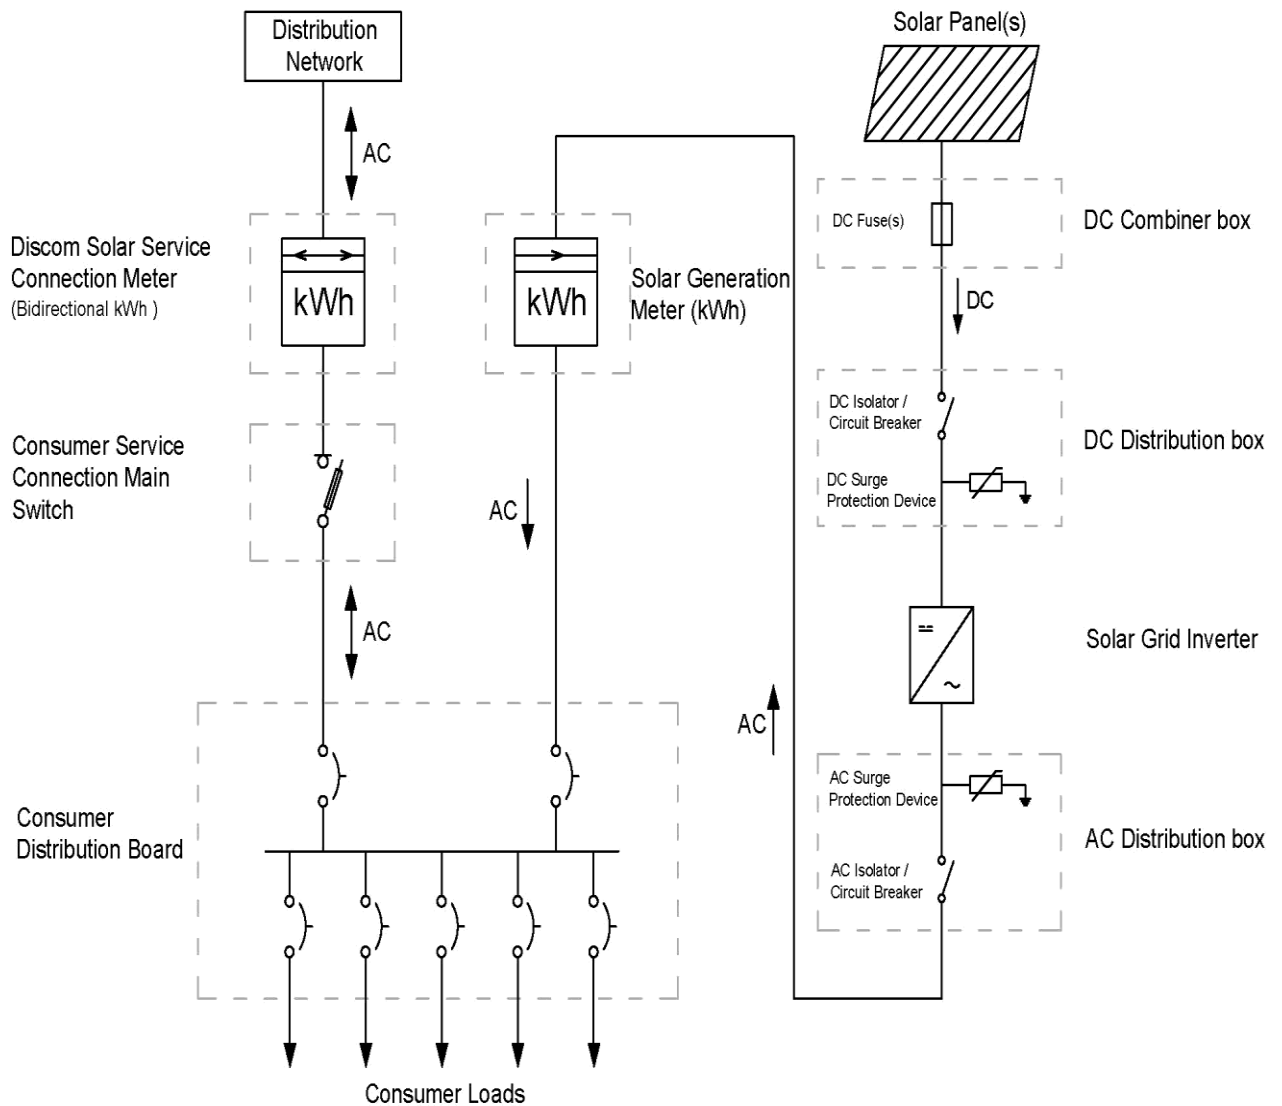 Distribution
Network
AC
Discom Solar Service
Connection Meter
(Bidirectional kWh )
kWh
Consumer Service
Connection Main
Switch
AC
Consumer
Distribution Board
Consumer Loads
kWh
Solar Generation
Meter (kWh)
AC
AC
Solar Panel(s)
DC Fuse(s)
DC Combiner box
DC
DC Isolator /
Circuit Breaker
DC Surge
Protection Device
DC Distribution box
Solar Grid Inverter
AC Surge
Protection Device
AC Isolator /
Circuit Breaker
AC Distribution box